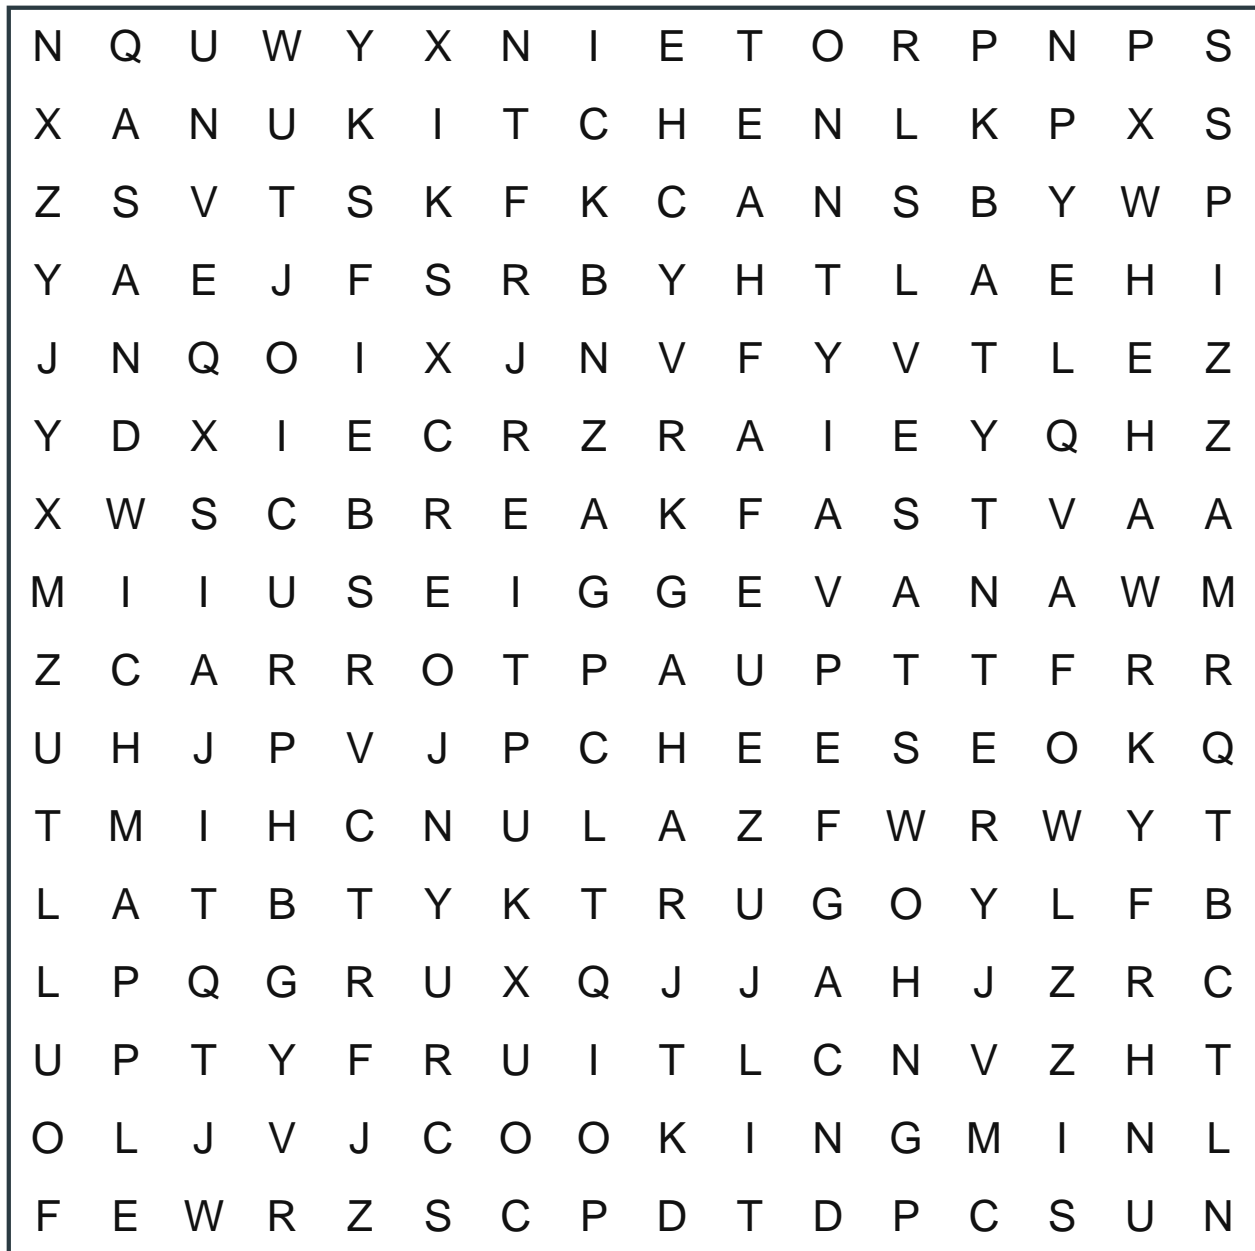 N Q U W Y X N I E T O R P N P S
X A N U K I T C H E N L K P X S
Z S V T S K F K C A N S B Y W P
Y A E J F S R B Y H T L A E H I
J N Q O I X J N V F Y V T L E Z
Y D X I E C R Z R A I E Y Q H Z
X W S C B R E A K F A S T V A A
M I I U S E I G G E V A N A W M
Z C A R R O T P A U P T T F R R
U H J P V J P C H E E S E O K Q
T M I H C N U L A Z F W R W Y T
L A T B T Y K T R U G O Y L F B
L P Q G R U X Q J J A H J Z R C
U P T Y F R U I T L C N V Z H T
O L J V J C O O K I N G M I N L
F E W R Z S C P D T D P C S U N